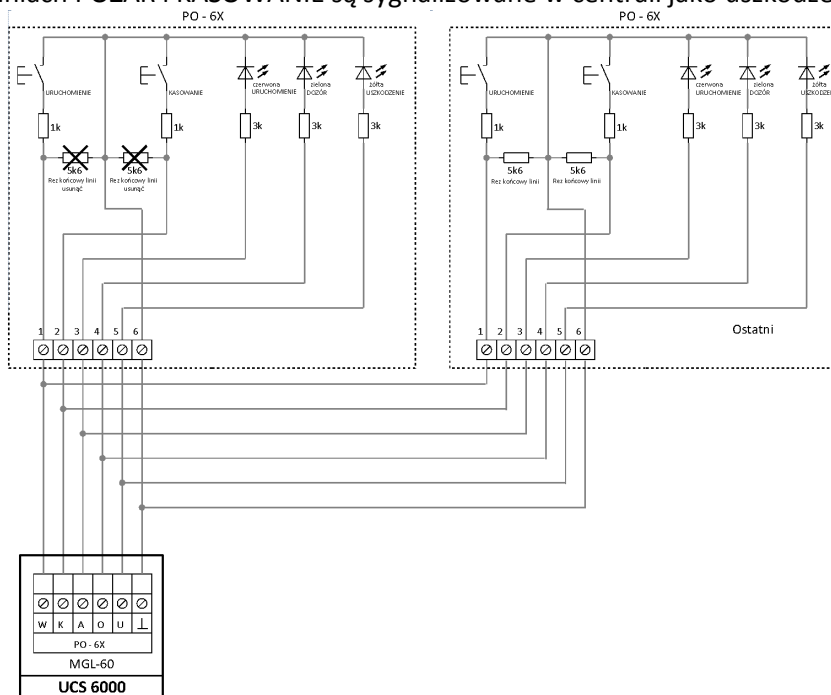 PO - 6X
URUCHOMIENIE
KASOWANIE
czerwona
URUCHOMIENIE
zielona
DOZÓR
żółta
USZKODZENIE
1k
1k
3k
3k
3k
5k6
5k6
Rez końcowy linii
usunąć
Rez końcowy linii
usunąć
1 2 3 4 5 6
PO - 6X
URUCHOMIENIE
KASOWANIE
czerwona
URUCHOMIENIE
zielona
DOZÓR
żółta
1k
1k
3k
3k
3k
5k6
5k6
Rez końcowy linii
Rez końcowy linii
1 2 3 4 5 6
Ostatni
W K A O U
PO - 6X
MGL-60
UCS 6000